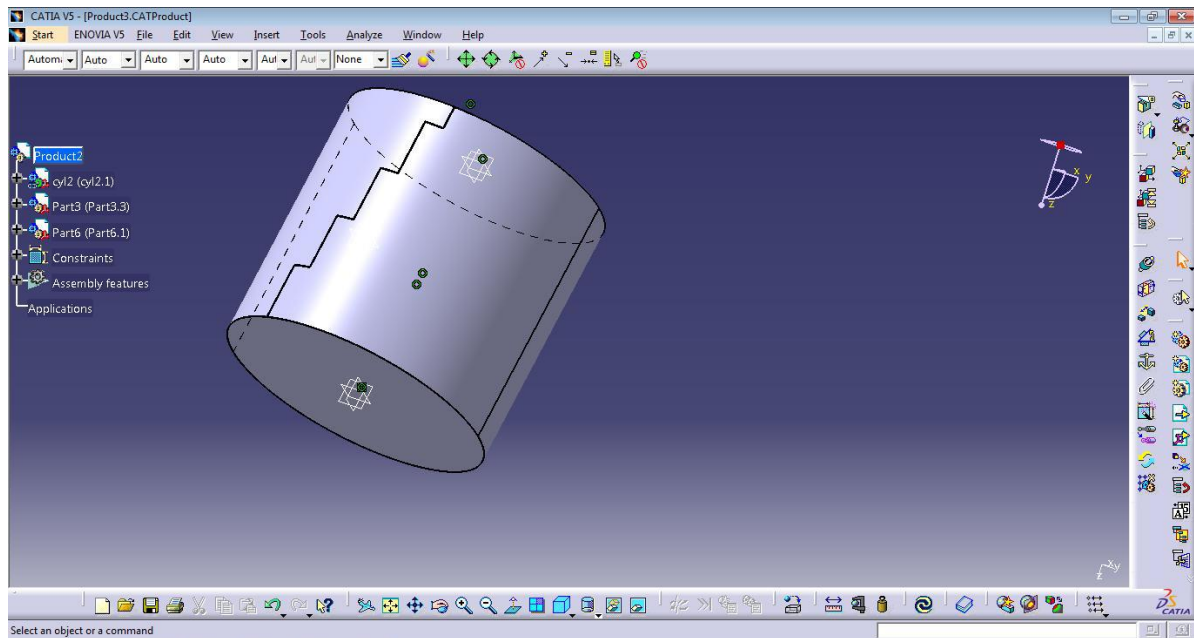 CATIA V5 - [Product3.CATProduct]
Start ENOVIA V5 File Edit View Insert Tools Analyze Window Help
Auto Auto Auto Aut Aut None
Product2
cyl2 (cyl2.1)
Part3 (Part3.3)
Part6 (Part6.1)
Constraints
Assembly features
Applications
x y
z
x y
z
CATIA
Select an object or a command